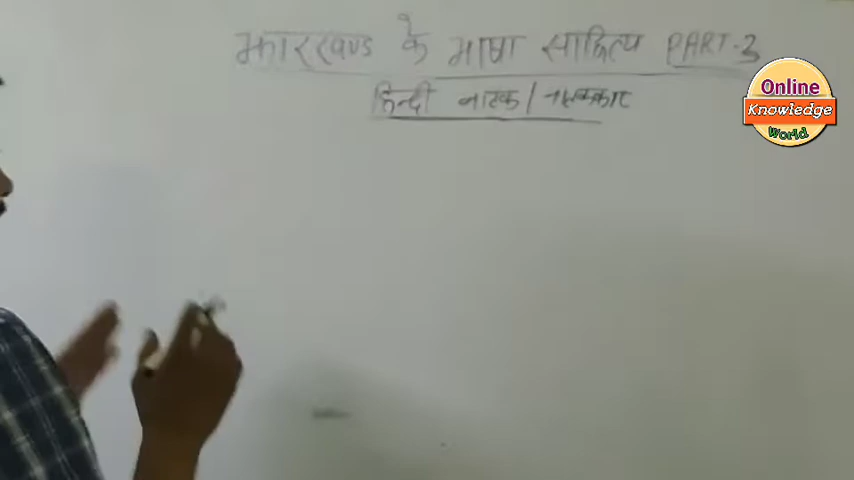 झारखण्ड के भाषा साहित्य PART-3
हिन्दी नाटक / नाटककार
Online
Knowledge
World